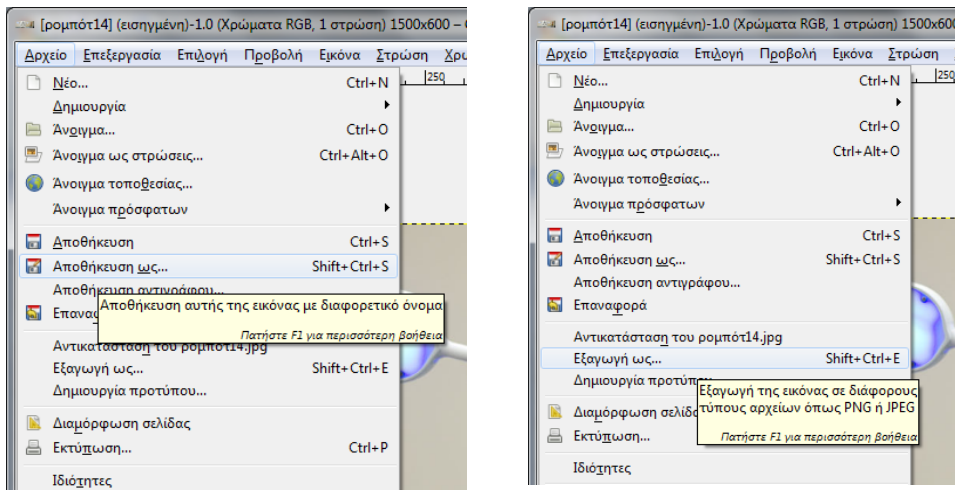 [ρομπότ14] (εισηγμένη)-1.0 (Χρώματα RGB, 1 στρώση) 1500x600 –
Αρχείο Επεξεργασία Επιλογή Προβολή Εικόνα Στρώση
250
Νέο... Ctrl+N
Δημιουργία
Άνοιγμα... Ctrl+O
Άνοιγμα ως στρώσεις... Ctrl+Alt+O
Άνοιγμα τοποθεσίας...
Άνοιγμα πρόσφατων
Αποθήκευση Ctrl+S
Αποθήκευση ως... Shift+Ctrl+S
Αποθήκευση αντιγράφου...
Αποθήκευση αυτής της εικόνας με διαφορετικό όνομα
Πατήστε F1 για περισσότερη βοήθεια
Αντικατάσταση του ρομπότ14.jpg
Εξαγωγή ως... Shift+Ctrl+E
Δημιουργία προτύπου...
Διαμόρφωση σελίδας
Εκτύπωση... Ctrl+P
Ιδιότητες
[ρομπότ14] (εισηγμένη)-1.0 (Χρώματα RGB, 1 στρώση) 1500x600
Αρχείο Επεξεργασία Επιλογή Προβολή Εικόνα Στρώση
250
Νέο... Ctrl+N
Δημιουργία
Άνοιγμα... Ctrl+O
Άνοιγμα ως στρώσεις... Ctrl+Alt+O
Άνοιγμα τοποθεσίας...
Άνοιγμα πρόσφατων
Αποθήκευση Ctrl+S
Αποθήκευση ως... Shift+Ctrl+S
Αποθήκευση αντιγράφου...
Επαναφορά
Αντικατάσταση του ρομπότ14.jpg
Εξαγωγή ως... Shift+Ctrl+E
Δημιουργία
Εξαγωγή της εικόνας σε διάφορους
τύπους αρχείων όπως PNG ή JPEG
Πατήστε F1 για περισσότερη βοήθεια
Διαμόρφωση
Εκτύπωση...
Ιδιότητες